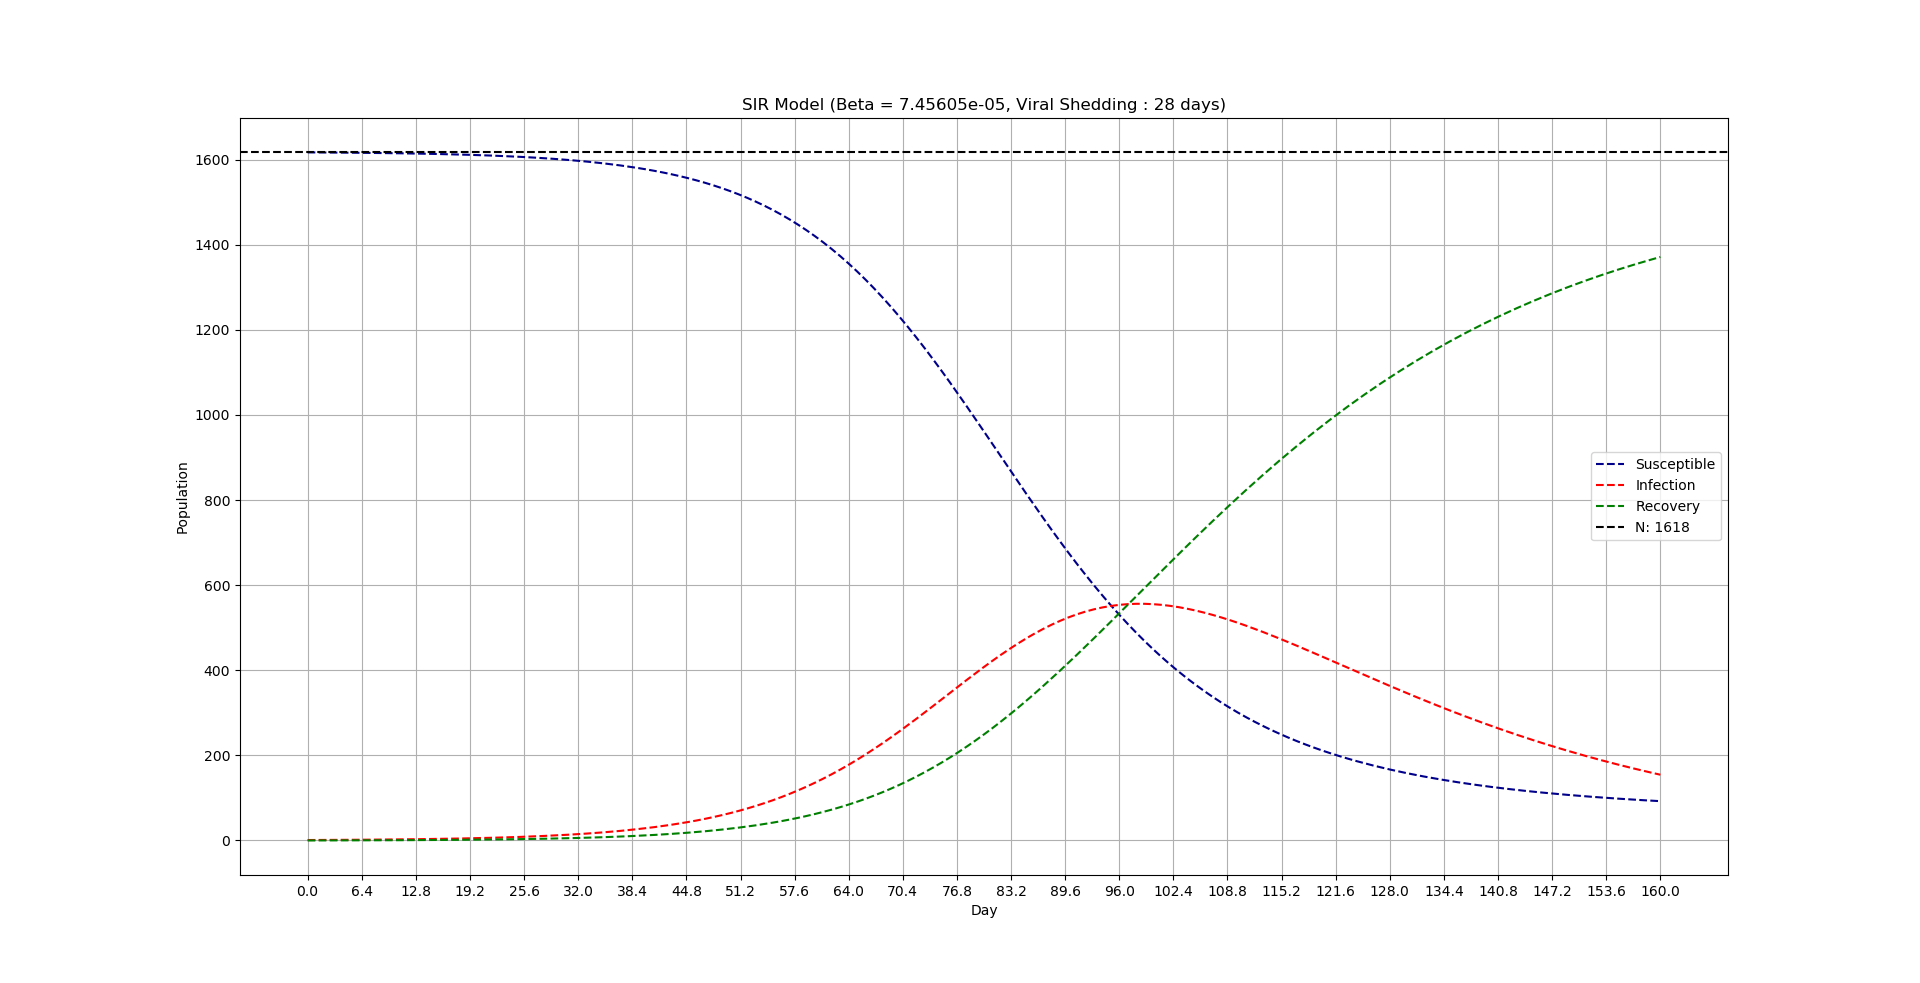 SIR Model (Beta = 7.45605e-05, Viral Shedding : 28 days)
1600
1400
1200
1000
800
600
400
200
0
Population
Susceptible
Infection
Recovery
N: 1618
0.0 6.4 12.8 19.2 25.6 32.0 38.4 44.8 51.2 57.6 64.0 70.4 76.8 83.2 89.6 96.0 102.4 108.8 115.2 121.6 128.0 134.4 140.8 147.2 153.6 160.0
Day